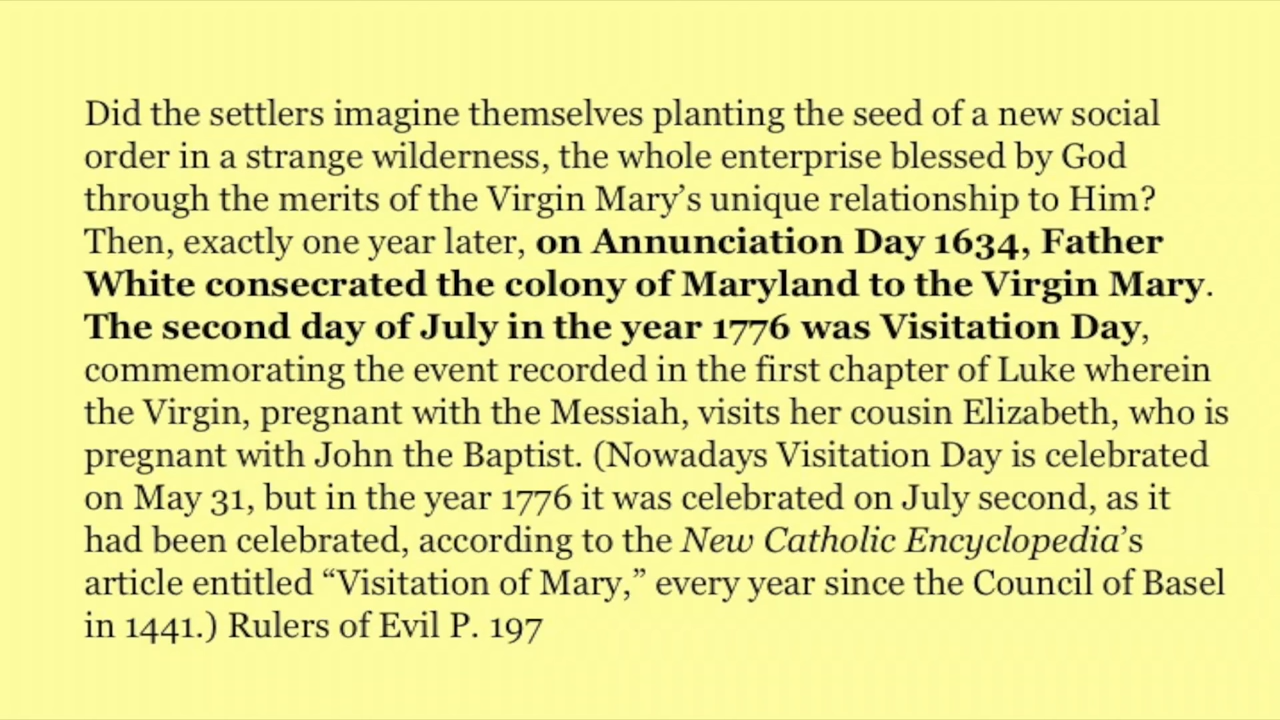 Did the settlers imagine themselves planting the seed of a new social
order in a strange wilderness, the whole enterprise blessed by God
through the merits of the Virgin Mary’s unique relationship to Him?
Then, exactly one year later, on Annunciation Day 1634, Father
White consecrated the colony of Maryland to the Virgin Mary.
The second day of July in the year 1776 was Visitation Day,
commemorating the event recorded in the first chapter of Luke wherein
the Virgin, pregnant with the Messiah, visits her cousin Elizabeth, who is
pregnant with John the Baptist. (Nowadays Visitation Day is celebrated
on May 31, but in the year 1776 it was celebrated on July second, as it
had been celebrated, according to the New Catholic Encyclopedia’s
article entitled “Visitation of Mary,” every year since the Council of Basel
in 1441.) Rulers of Evil P. 197